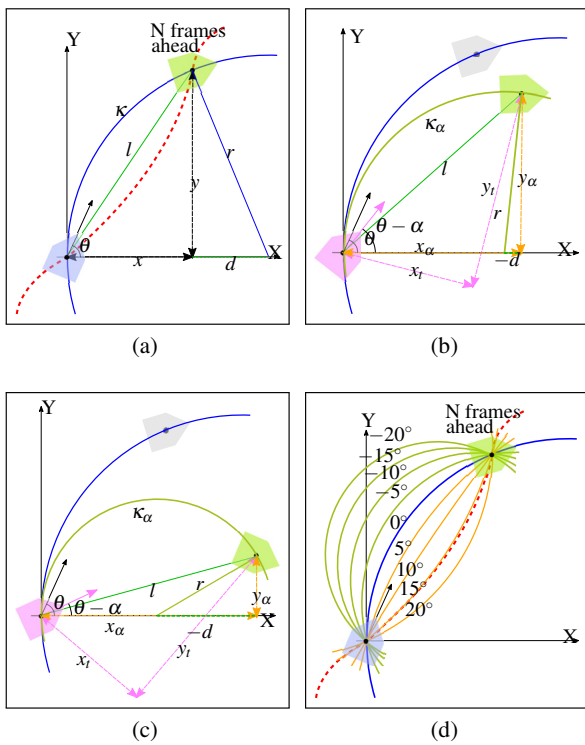 Y
N frames
ahead
κ
l
r
y
θ
X
x
d
(a)
Y
κα
l
yt
yα
r
θ
θ − α
X
xα
−d
xt
(b)
Y
κα
l
r
θ
θ−α
yα
xα
−d
X
xt
yt
(c)
N frames
ahead
Y
−20°
−15°
−10°
−5°
0°
5°
10°
15°
20°
X
(d)